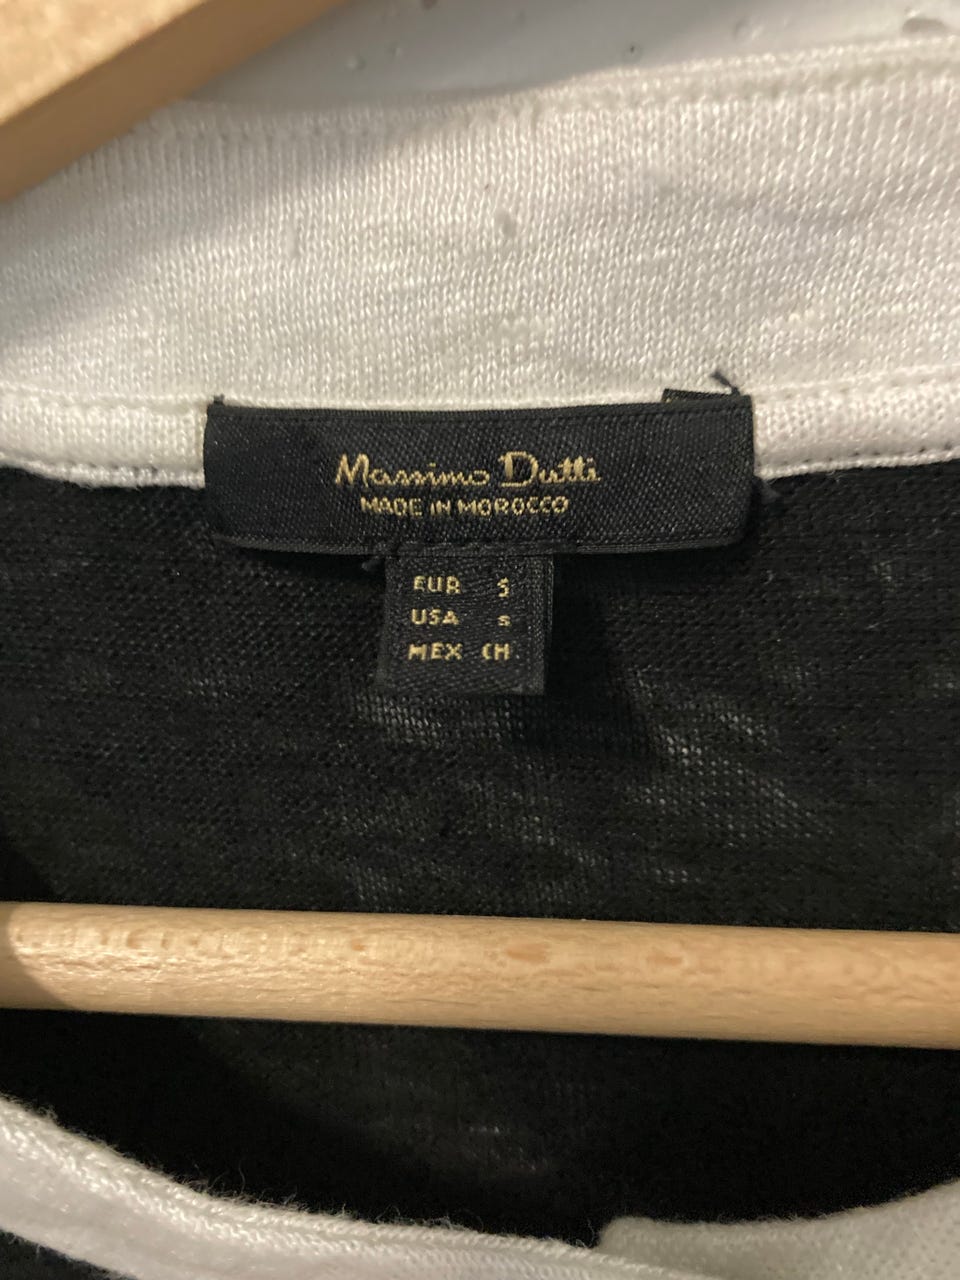 Massimo Dutti
MADE IN MOROCCO
EUR S
USA S
MEX CH